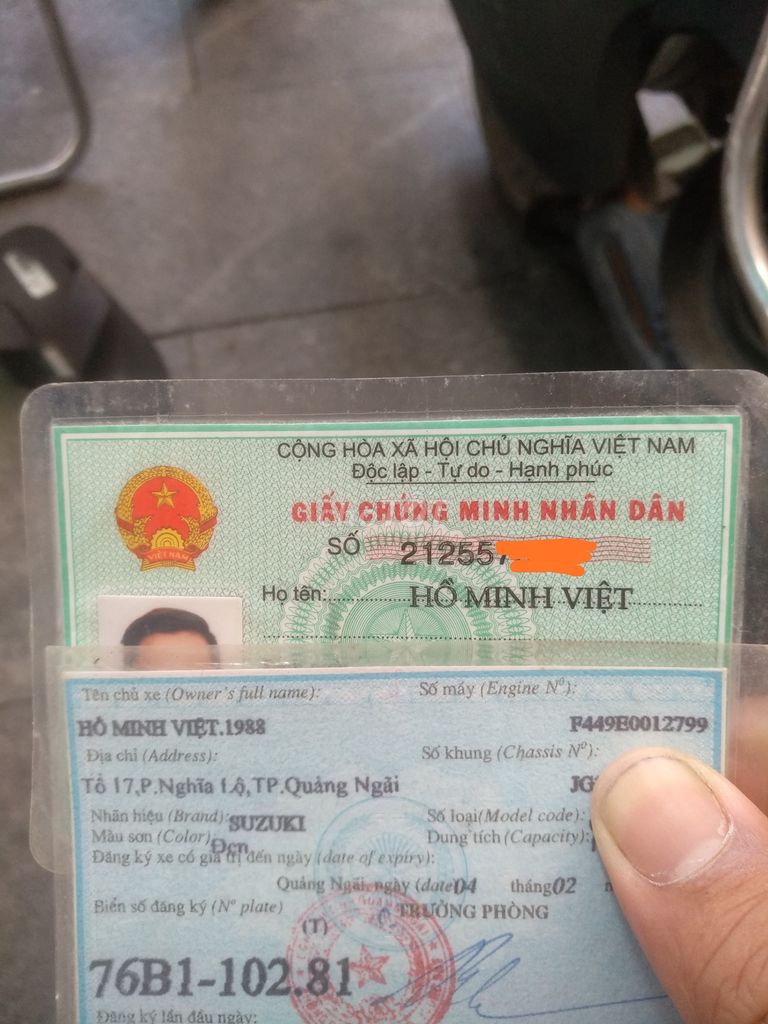 CỘNG HÒA XÃ HỘI CHỦ NGHĨA VIỆT NAM
Độc lập - Tự do - Hạnh phúc
GIẤY CHỨNG MINH NHÂN DÂN
SỐ 21255
VIỆT NAM
Họ tên: HỒ MINH VIỆT
Tên chủ xe (Owner's full name): Số máy (Engine Nº):
HỒ MINH VIỆT.1988 F449E0012799
Địa chỉ (Address): Số khung (Chassis Nº):
Tổ 17,P.Nghĩa Lộ,TP.Quảng Ngãi JG
Nhãn hiệu (Brand): SUZUKI Số loại(Model code):
Màu sơn (Color) Đen Dung tích (Capacity):
Đăng ký xe có giá trị đến ngày (date of expiry):
Quảng Ngãi, ngày (date 04 tháng 02
Biển số đăng ký (Nº plate) TRƯỞNG PHÒNG
(T)
76B1-102.81
Đăng ký lần đầu ngày: